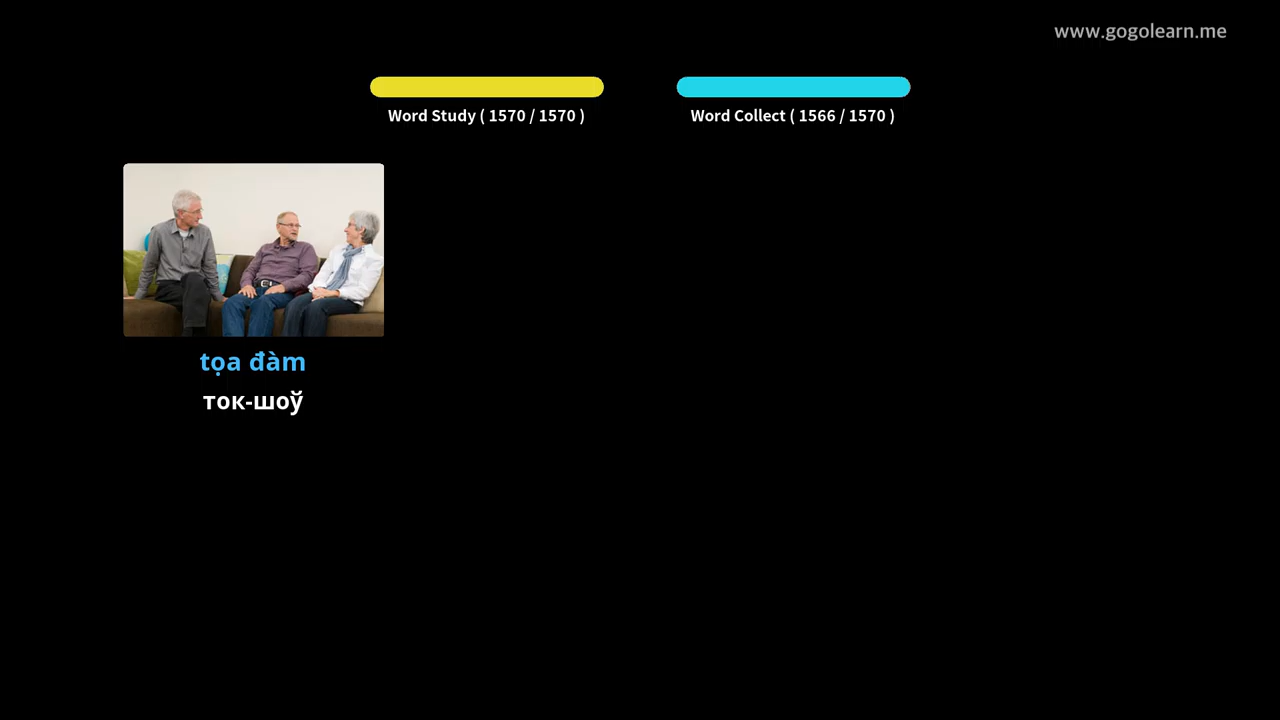 www.gogolearn.me
Word Study ( 1570 / 1570 )
Word Collect ( 1566 / 1570 )
tọa đàm
ток-шоў